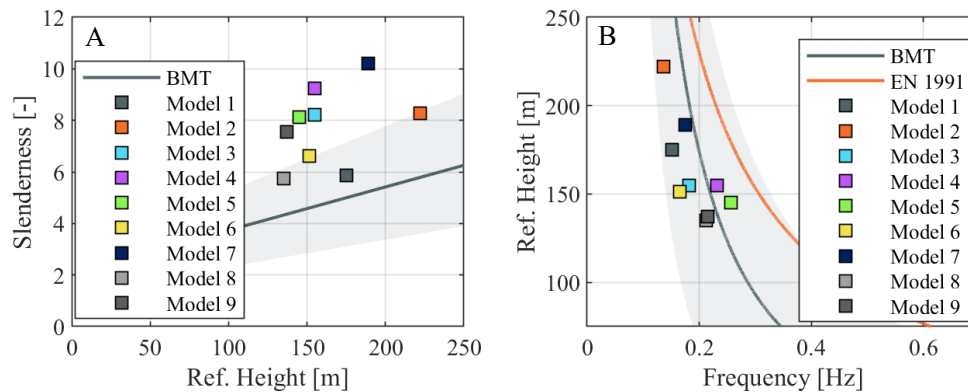 A
12
10
8
6
4
2
0
Slenderness [-]
BMT
Model 1
Model 2
Model 3
Model 4
Model 5
Model 6
Model 7
Model 8
Model 9
0 50 100 150 200 250
Ref. Height [m]
B
250
200
150
100
Ref. Height [m]
BMT
EN 1991
Model 1
Model 2
Model 3
Model 4
Model 5
Model 6
Model 7
Model 8
Model 9
0 0.2 0.4 0.6
Frequency [Hz]